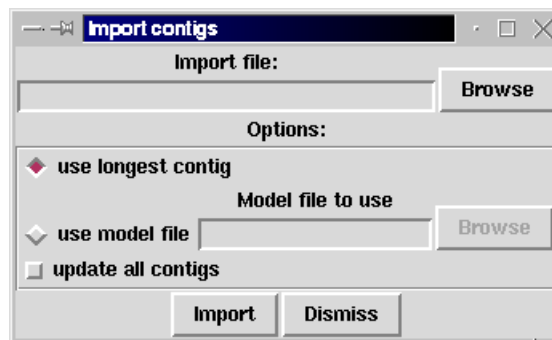 Import contigs
Import file:
Browse
Options:
use longest contig
Model file to use
use model file
Browse
update all contigs
Import
Dismiss